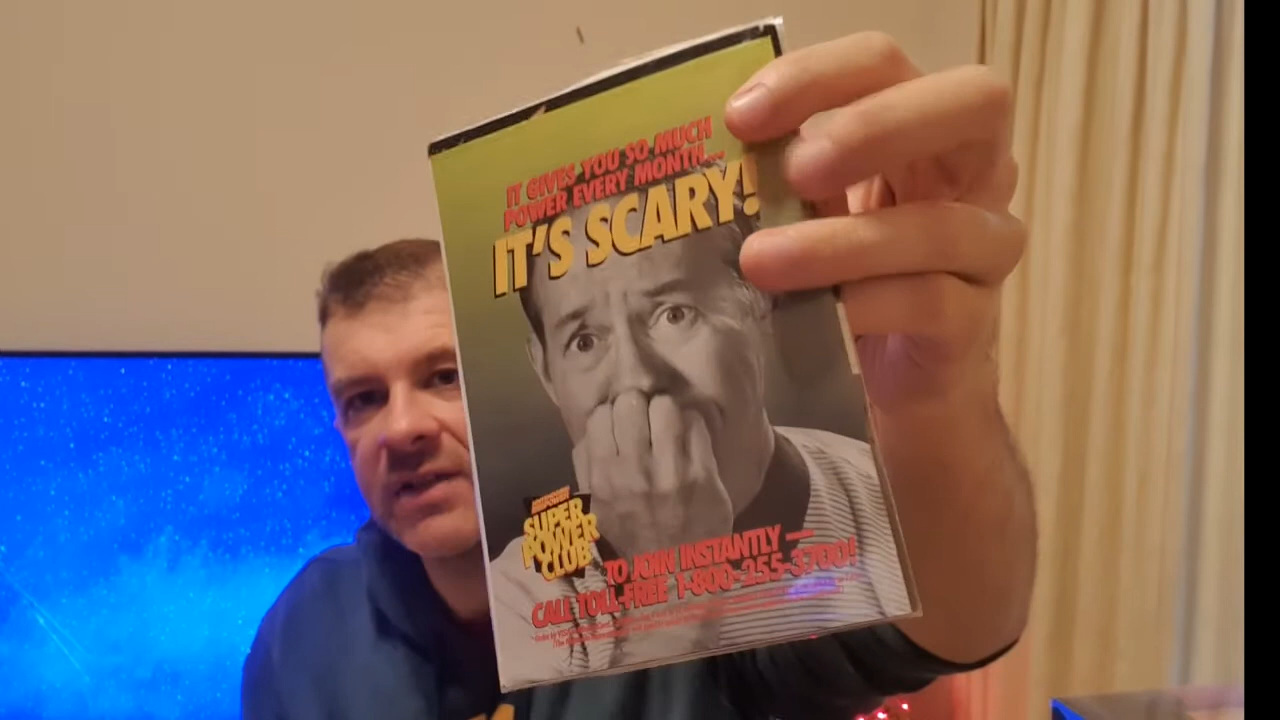 IT GIVES YOU SO MUCH
POWER EVERY MONTH...
IT'S SCARY!
SUPER
POWER
CLUB
TO JOIN INSTANTLY —
CALL TOLL-FREE 1-800-255-3700!